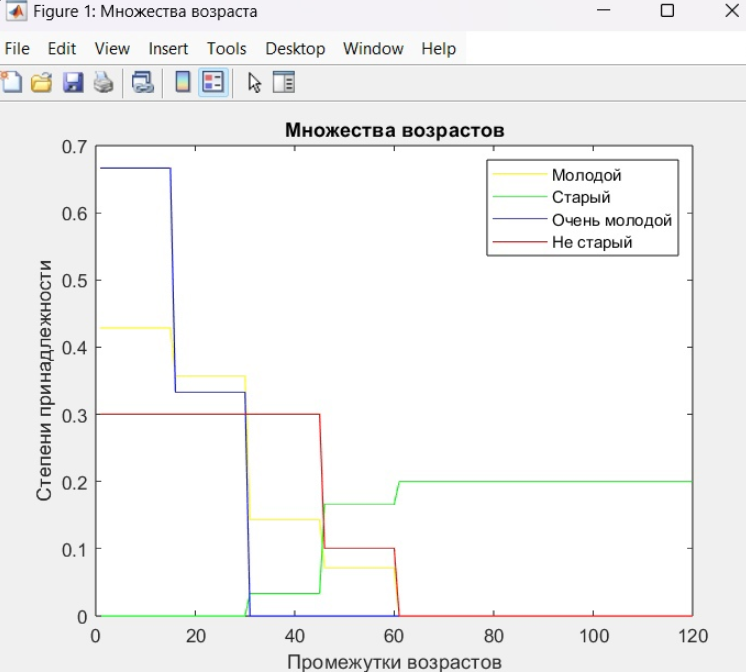 Figure 1: Множества возраста
File Edit View Insert Tools Desktop Window Help
Множества возрастов
0.7
0.6
0.5
0.4
0.3
0.2
0.1
0
Степени принадлежности
Молодой
Старый
Очень молодой
Не старый
0 20 40 60 80 100 120
Промежутки возрастов